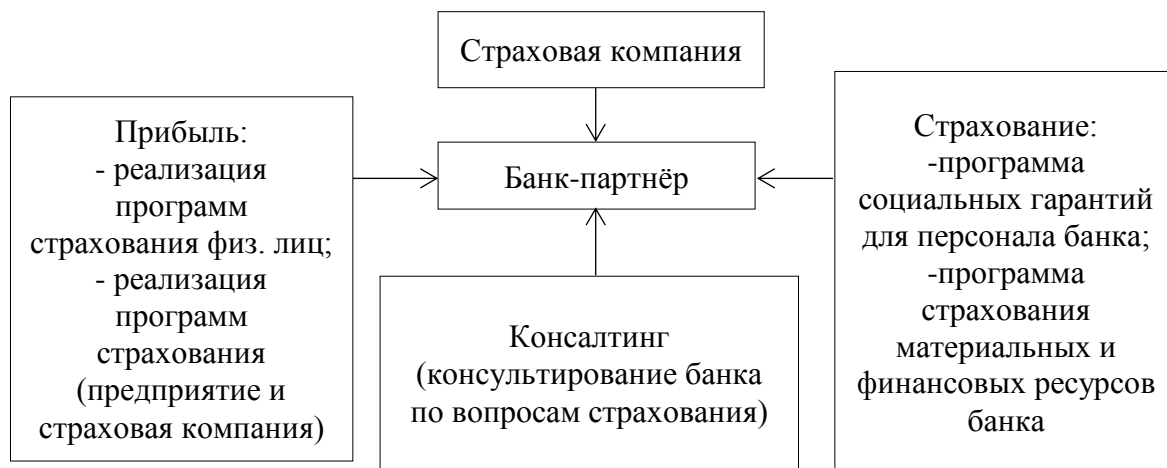 Страховая компания
Прибыль:
- реализация
программ
страхования физ. лиц;
- реализация
программ
страхования
(предприятие и
страховая компания)
Банк-партнёр
Страхование:
-программа
социальных гарантий
для персонала банка;
-программа
страхования
материальных и
финансовых ресурсов
банка
Консалтинг
(консультирование банка
по вопросам страхования)